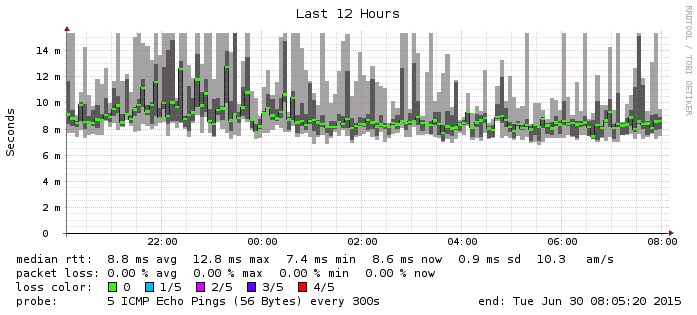 Last 12 Hours
RRDTOOL / TOBI OETIKER
Seconds
14 m
12 m
10 m
8 m
6 m
4 m
2 m
0
22:00 00:00 02:00 04:00 06:00 08:00
median rtt: 8.8 ms avg 12.8 ms max 7.4 ms min 8.6 ms now 0.9 ms sd 10.3 am/s
packet loss: 0.00 % avg 0.00 % max 0.00 % min 0.00 % now
loss color: 0 1/5 2/5 3/5 4/5
probe: 5 ICMP Echo Pings (56 Bytes) every 300s end: Tue Jun 30 08:05:20 2015